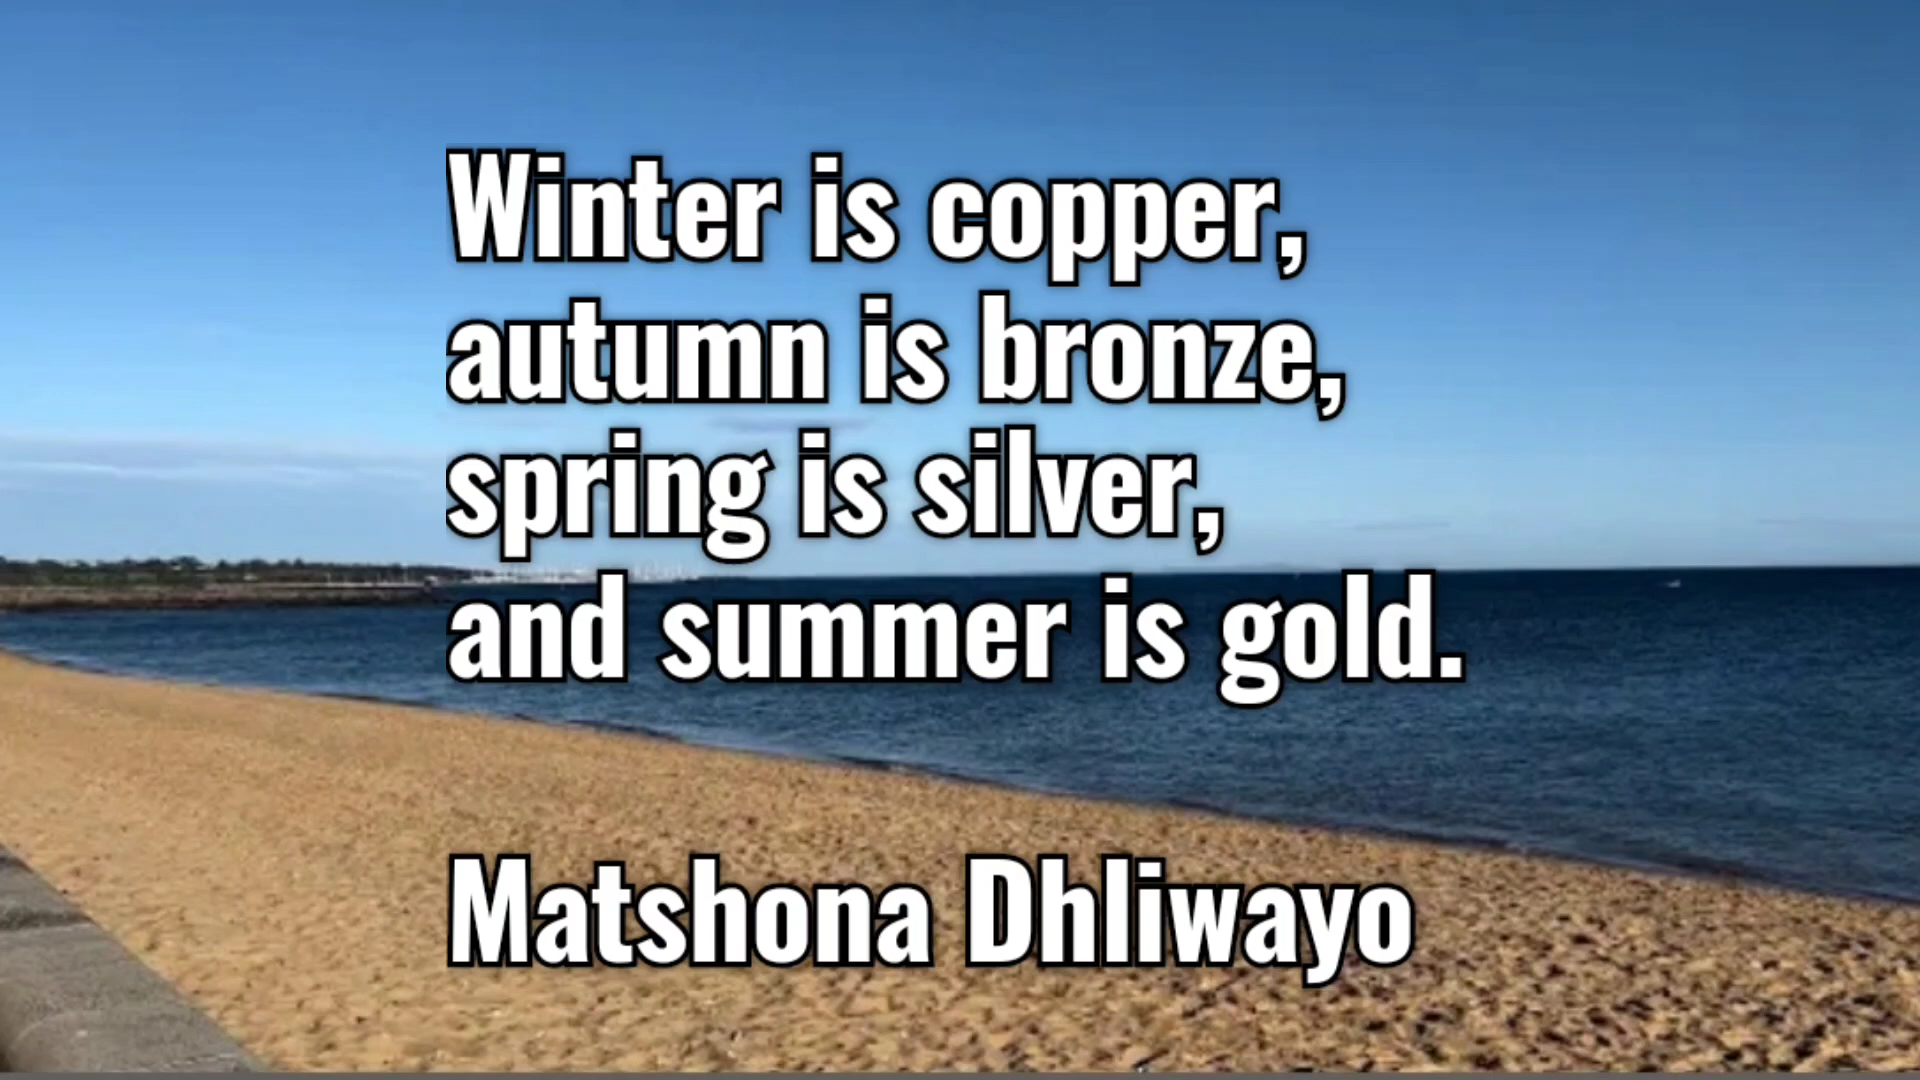 Winter is copper,
autumn is bronze,
spring is silver,
and summer is gold.
Matshona Dhliwayo